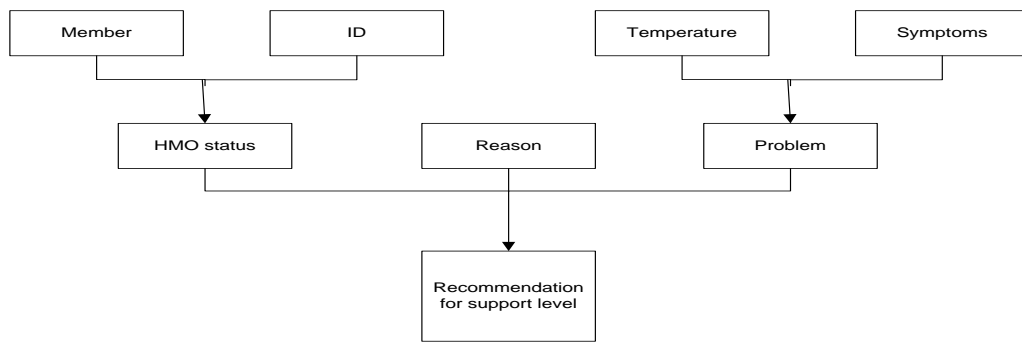 Member
ID
Temperature
Symptoms
HMO status
Reason
Problem
Recommendation
for support level